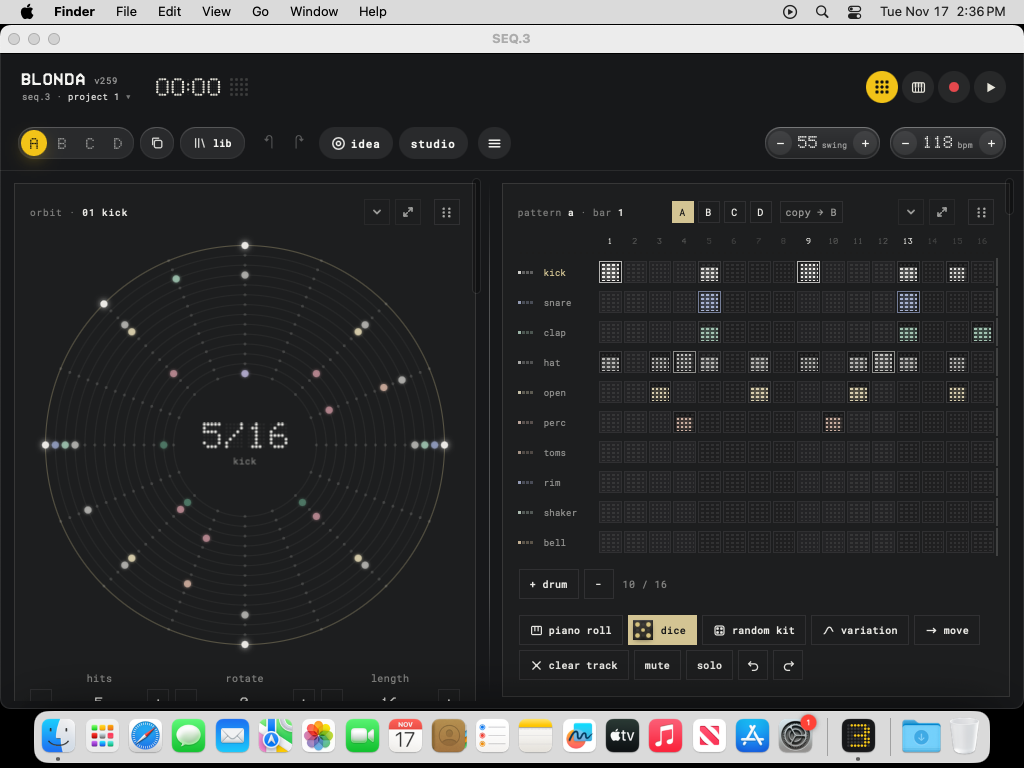 Finder File Edit View Go Window Help Tue Nov 17 2:36 PM
SEQ.3
BLONDA v259
seq.3 · project 1
00:00
A B C D lib idea studio
− 55 swing + − 118 bpm +
orbit · 01 kick
5/16
kick
hits rotate length
pattern a · bar 1 A B C D copy → B
1 2 3 4 5 6 7 8 9 10 11 12 13 14 15 16
kick
snare
clap
hat
open
perc
toms
rim
shaker
bell
+ drum − 10 / 16
piano roll dice random kit variation → move
clear track mute solo
NOV
17
tv
1
3